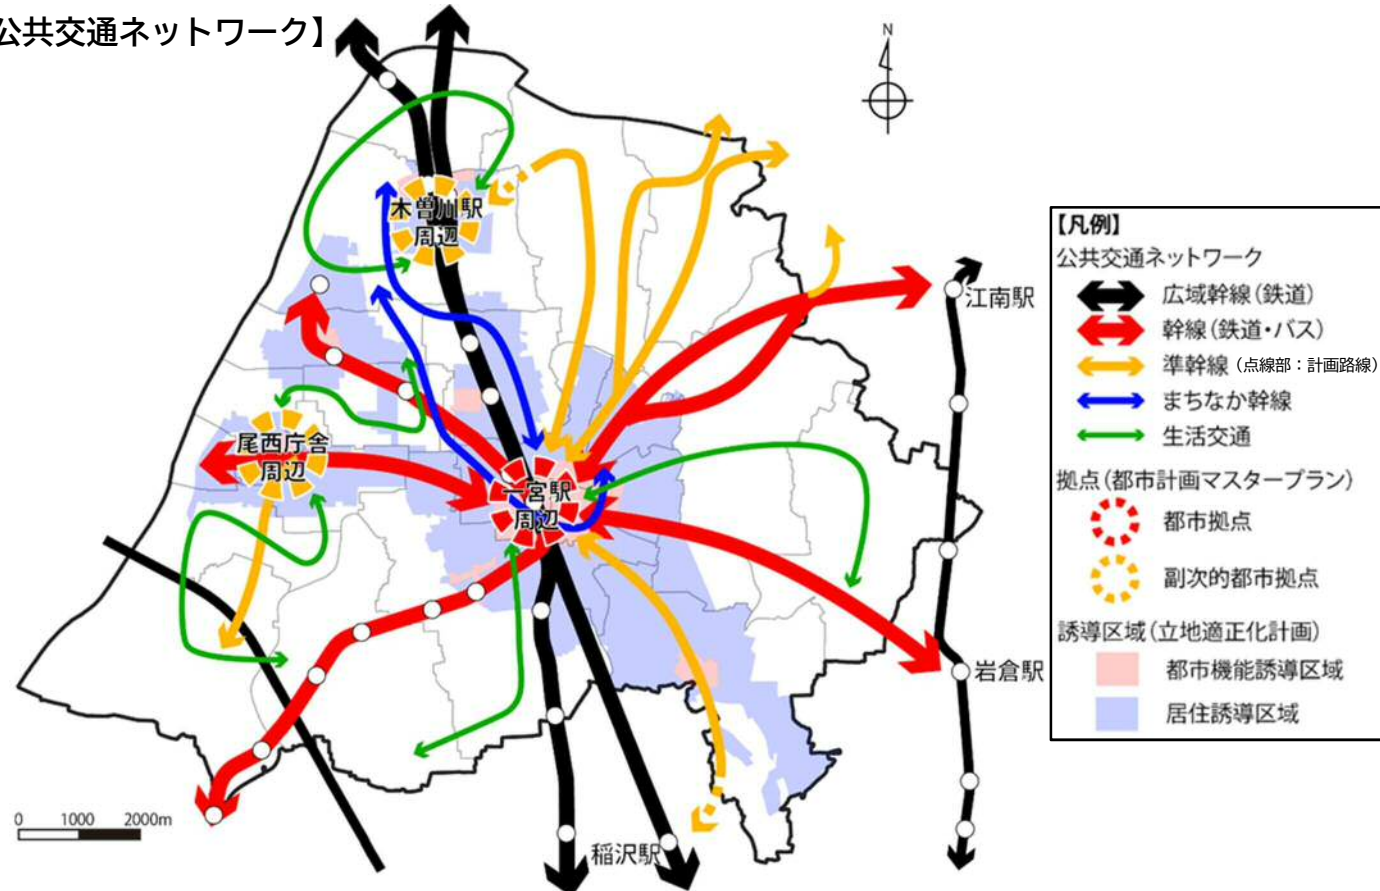 公共交通ネットワーク】
N
木曽川駅
周辺
江南駅
尾西庁舎
周辺
一宮駅
周辺
岩倉駅
稲沢駅
0 1000 2000m
【凡例】
公共交通ネットワーク
広域幹線(鉄道)
幹線(鉄道・バス)
準幹線(点線部:計画路線)
まちなか幹線
生活交通
拠点(都市計画マスタープラン)
都市拠点
副次的都市拠点
誘導区域(立地適正化計画)
都市機能誘導区域
居住誘導区域